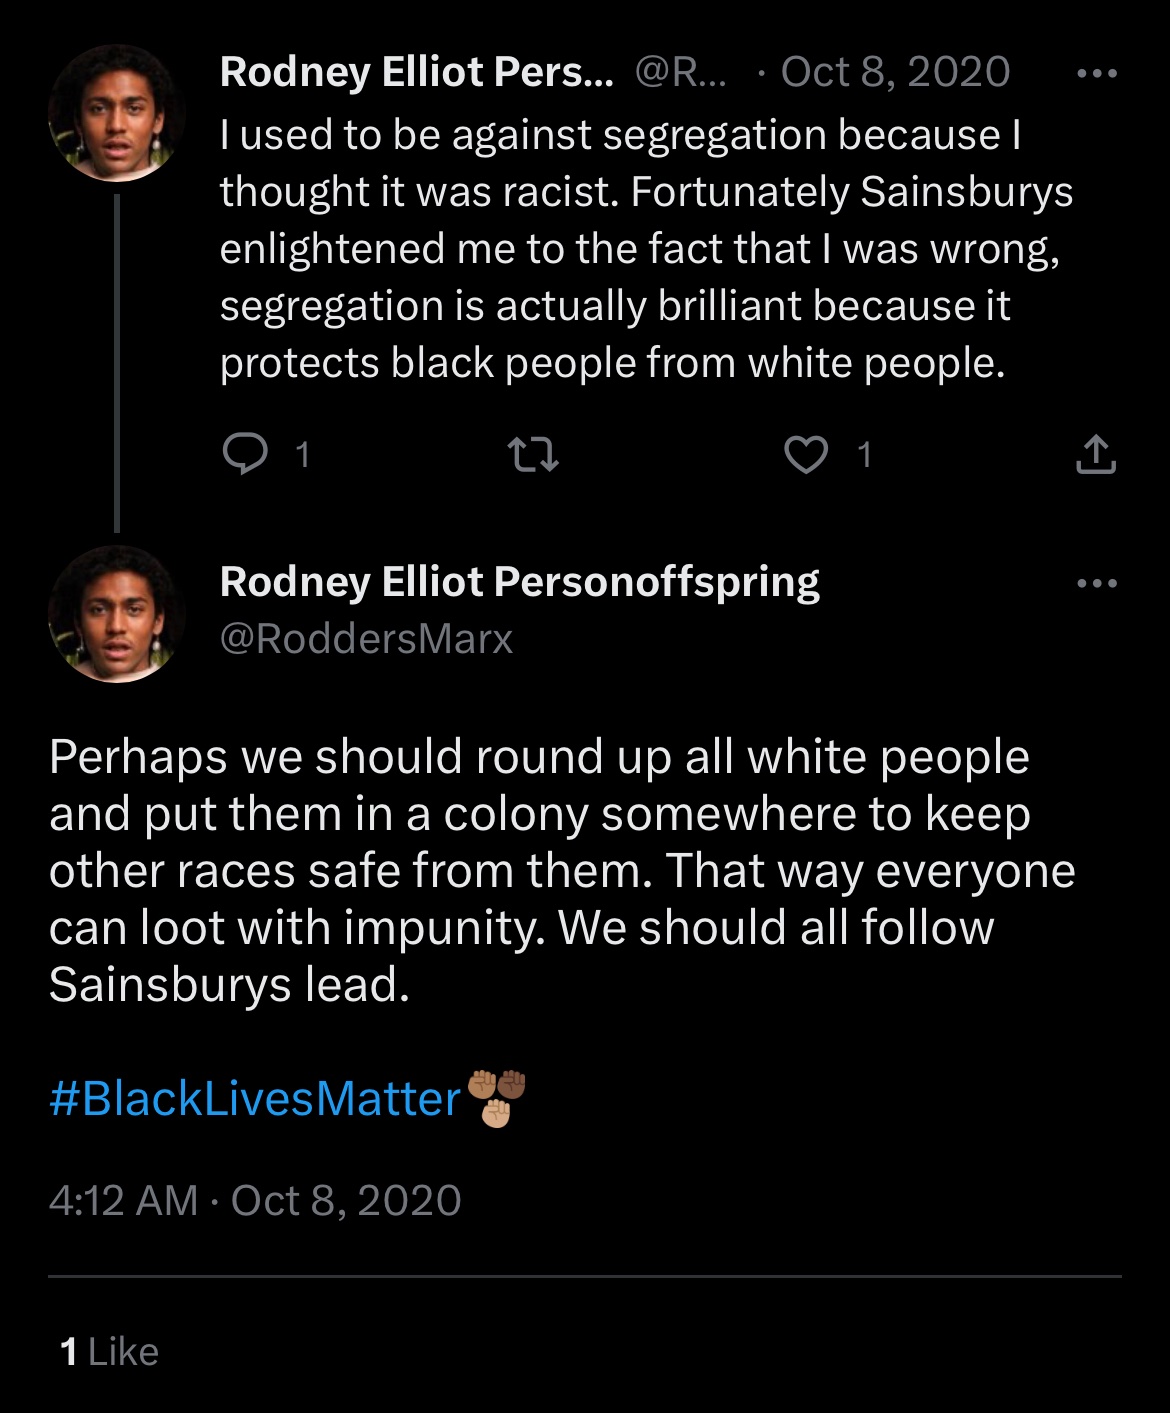 Rodney Elliot Pers... @R... · Oct 8, 2020
I used to be against segregation because I
thought it was racist. Fortunately Sainsburys
enlightened me to the fact that I was wrong,
segregation is actually brilliant because it
protects black people from white people.
1 1
Rodney Elliot Personoffspring
@RoddersMarx
Perhaps we should round up all white people
and put them in a colony somewhere to keep
other races safe from them. That way everyone
can loot with impunity. We should all follow
Sainsburys lead.
#BlackLivesMatter
4:12 AM · Oct 8, 2020
1 Like